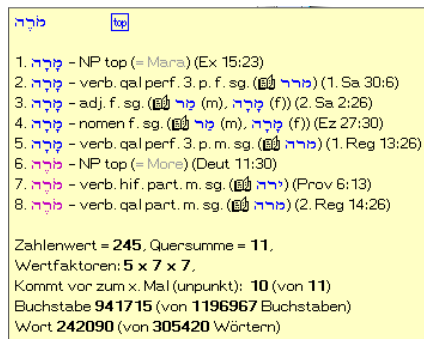 מֹרֶה top
1. מָרָה - NP top (= Mara) (Ex 15:23)
2. מָרָה - verb. qal perf. 3. p. f. sg. (מרר) (1. Sa 30:6)
3. מָרָה - adj. f. sg. (מַר (m), מָרָה (f)) (2. Sa 2:26)
4. מָרָה - nomen f. sg. (מַר (m), מָרָה (f)) (Ez 27:30)
5. מָרָה - verb. qal perf. 3. p. m. sg. (מרה) (1. Reg 13:26)
6. מֹרֶה - NP top (= More) (Deut 11:30)
7. מֹרֶה - verb. hif. part. m. sg. (ירה) (Prov 6:13)
8. מֹרֶה - verb. qal part. m. sg. (מרה) (2. Reg 14:26)
Zahlenwert = 245, Quersumme = 11,
Wertfaktoren: 5 x 7 x 7,
Kommt vor zum x. Mal (unpunkt): 10 (von 11)
Buchstabe 941715 (von 1196967 Buchstaben)
Wort 242090 (von 305420 Wörtern)